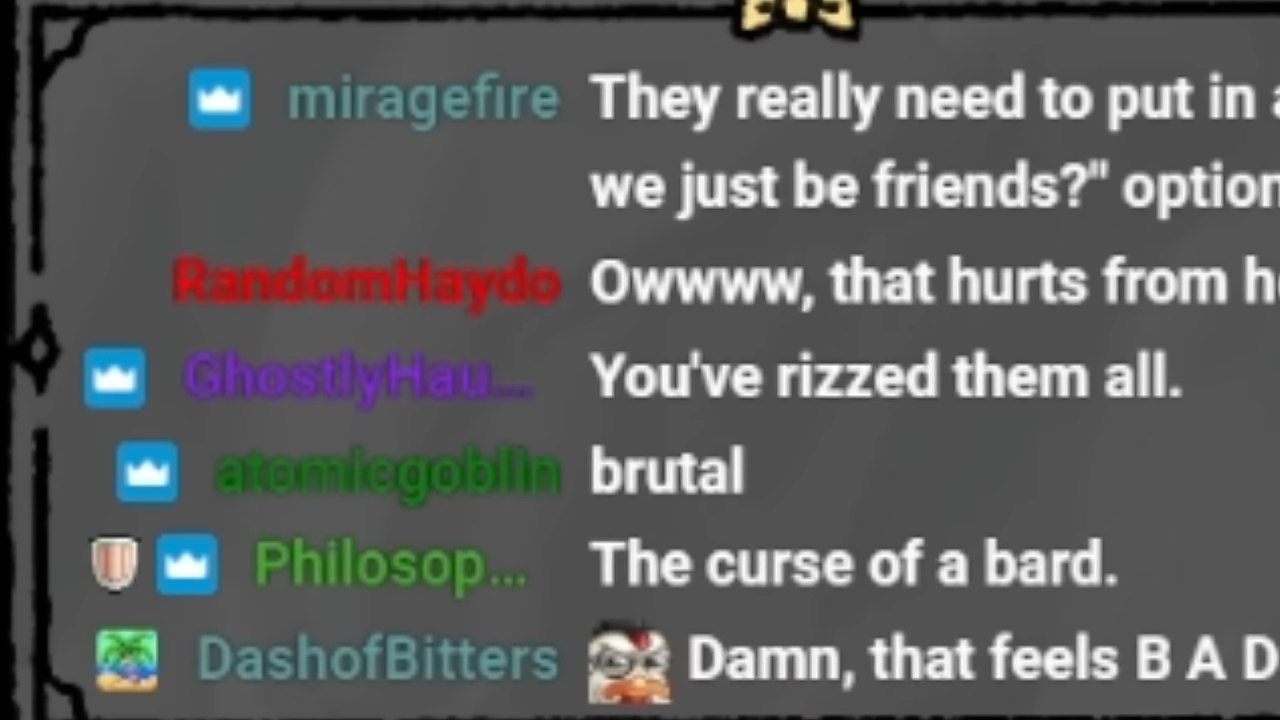 miragefire They really need to put in
we just be friends?" option
RandomHaydo Owwww, that hurts from
GhostlyHau... You've rizzed them all.
atomicgoblin brutal
Philosop... The curse of a bard.
DashofBitters Damn, that feels B A D